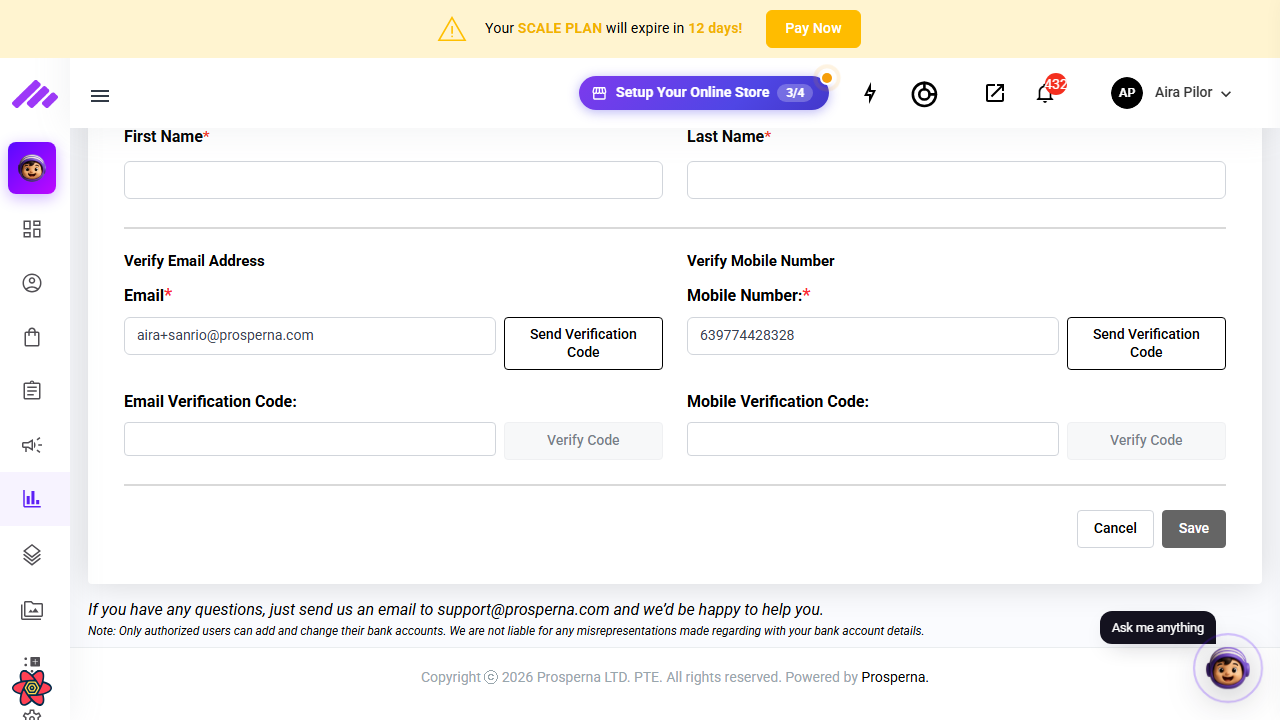 Your SCALE PLAN will expire in 12 days!
Pay Now
Setup Your Online Store 3/4
432
AP
Aira Pilor
First Name*
Last Name*
Verify Email Address
Verify Mobile Number
Email*
Mobile Number:*
aira+sanrio@prosperna.com
Send Verification
Code
639774428328
Send Verification
Code
Email Verification Code:
Mobile Verification Code:
Verify Code
Verify Code
Cancel
Save
If you have any questions, just send us an email to support@prosperna.com and we'd be happy to help you.
Note: Only authorized users can add and change their bank accounts. We are not liable for any misrepresentations made regarding with your bank account details.
Ask me anything
Copyright © 2026 Prosperna LTD. PTE. All rights reserved. Powered by Prosperna.